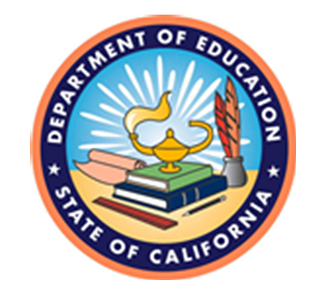 DEPARTMENT OF EDUCATION
STATE OF CALIFORNIA